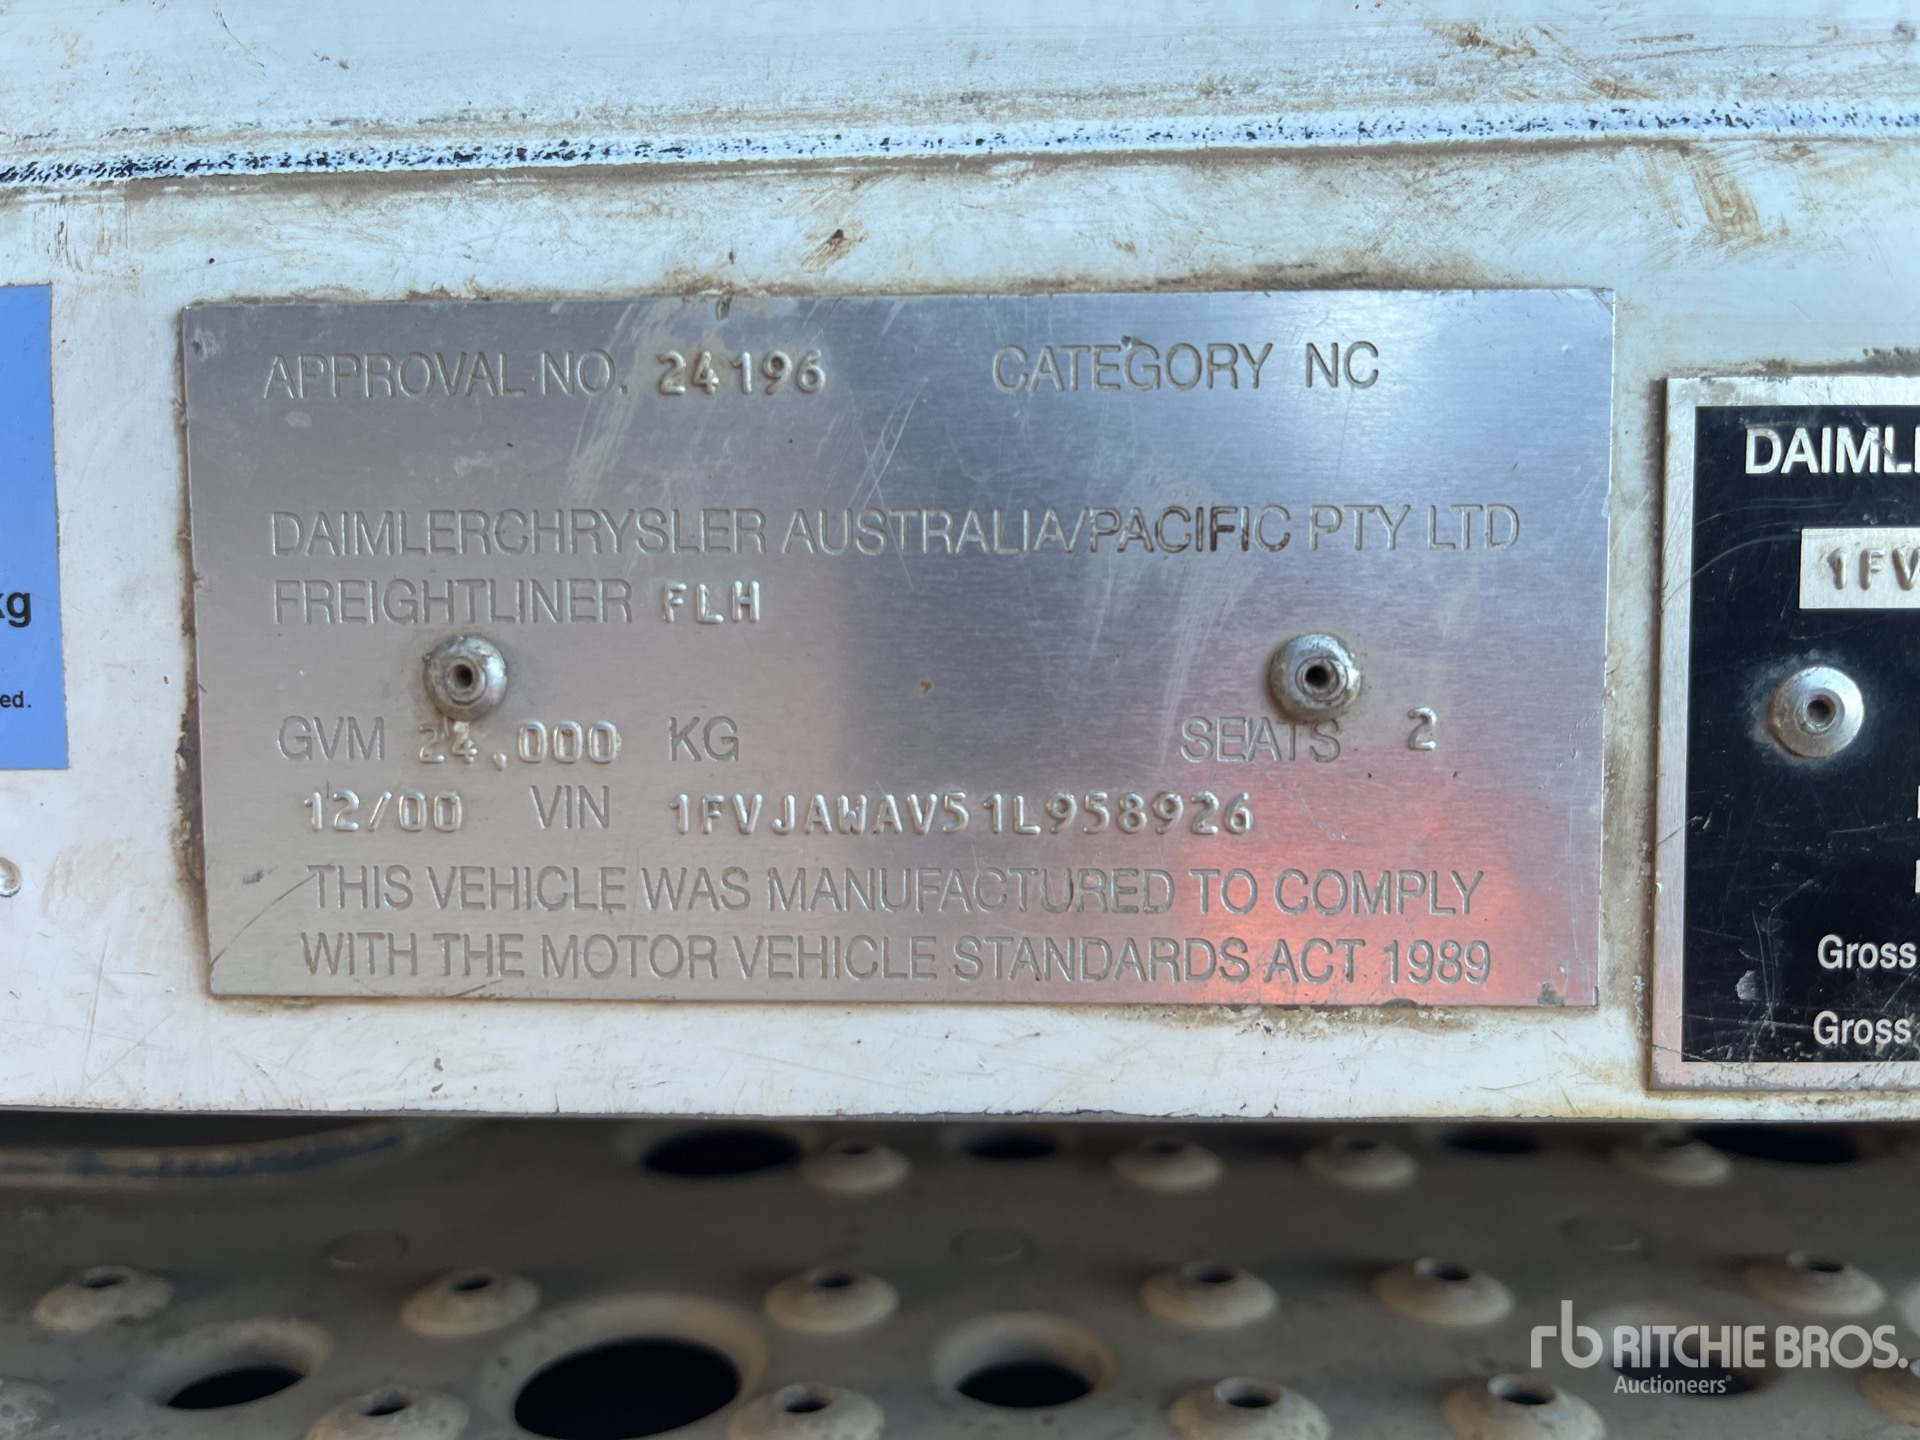 APPROVAL NO. 24196 CATEGORY NC
DAIMLERCHRYSLER AUSTRALIA/PACIFIC PTY LTD
FREIGHTLINER FLH
GVM 24,000 KG SEATS 2
12/00 VIN 1FVJAWAV51L958926
THIS VEHICLE WAS MANUFACTURED TO COMPLY
WITH THE MOTOR VEHICLE STANDARDS ACT 1989
kg
ed.
DAIML
1FV
Gross
Gross
rb RITCHIE BROS.
Auctioneers